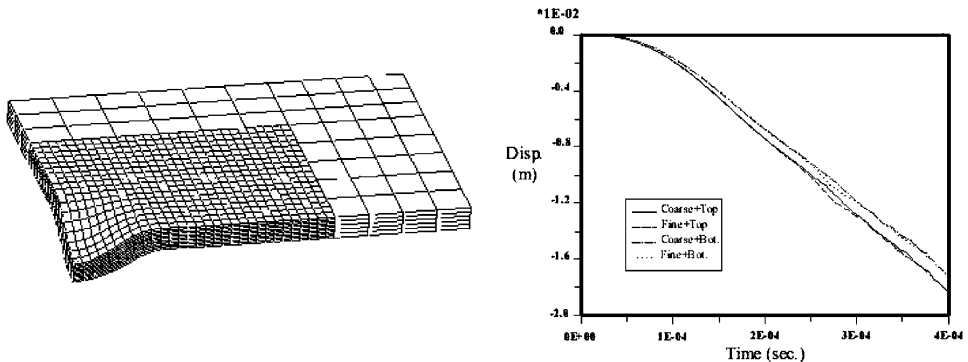 *1E-02
0.0
-0.4
-0.8
-1.2
-1.6
-2.0
Disp.
(m)
Coarse+Top
Fine+Top
Coarse+Bot.
Fine+Bot.
0E+00
1E-04
2E-04
3E-04
4E-04
Time (sec.)